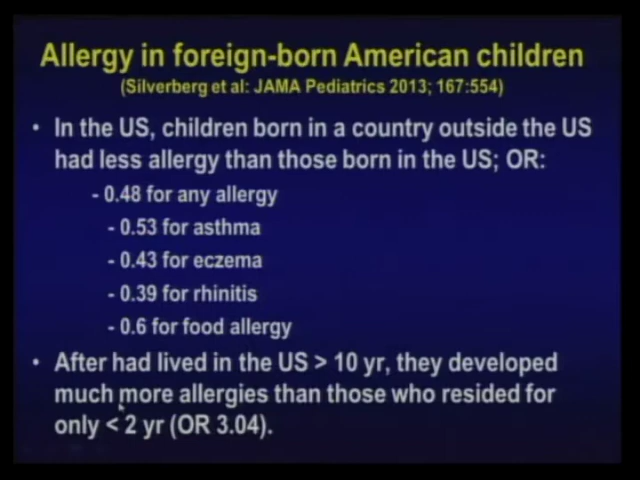 Allergy in foreign-born American children
(Silverberg et al: JAMA Pediatrics 2013; 167:554)
• In the US, children born in a country outside the US
had less allergy than those born in the US; OR:
- 0.48 for any allergy
- 0.53 for asthma
- 0.43 for eczema
- 0.39 for rhinitis
- 0.6 for food allergy
• After had lived in the US > 10 yr, they developed
much more allergies than those who resided for
only < 2 yr (OR 3.04).